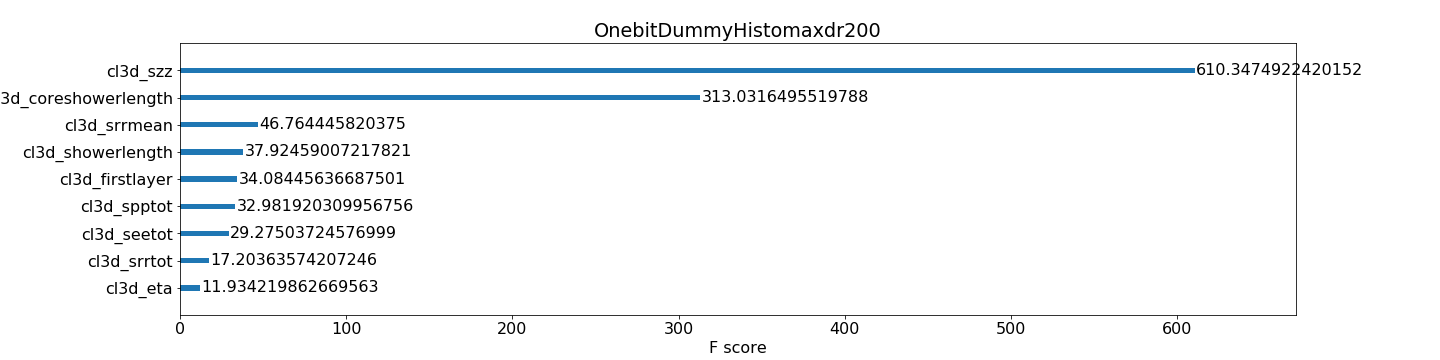 OnebitDummyHistomaxdr200
cl3d_szz 610.3474922420152
3d_coreshowerlength 313.0316495519788
cl3d_srrmean 46.764445820375
cl3d_showerlength 37.92459007217821
cl3d_firstlayer 34.08445636687501
cl3d_spptot 32.981920309956756
cl3d_seetot 29.27503724576999
cl3d_srrtot 17.20363574207246
cl3d_eta 11.934219862669563
0 100 200 300 400 500 600
F score